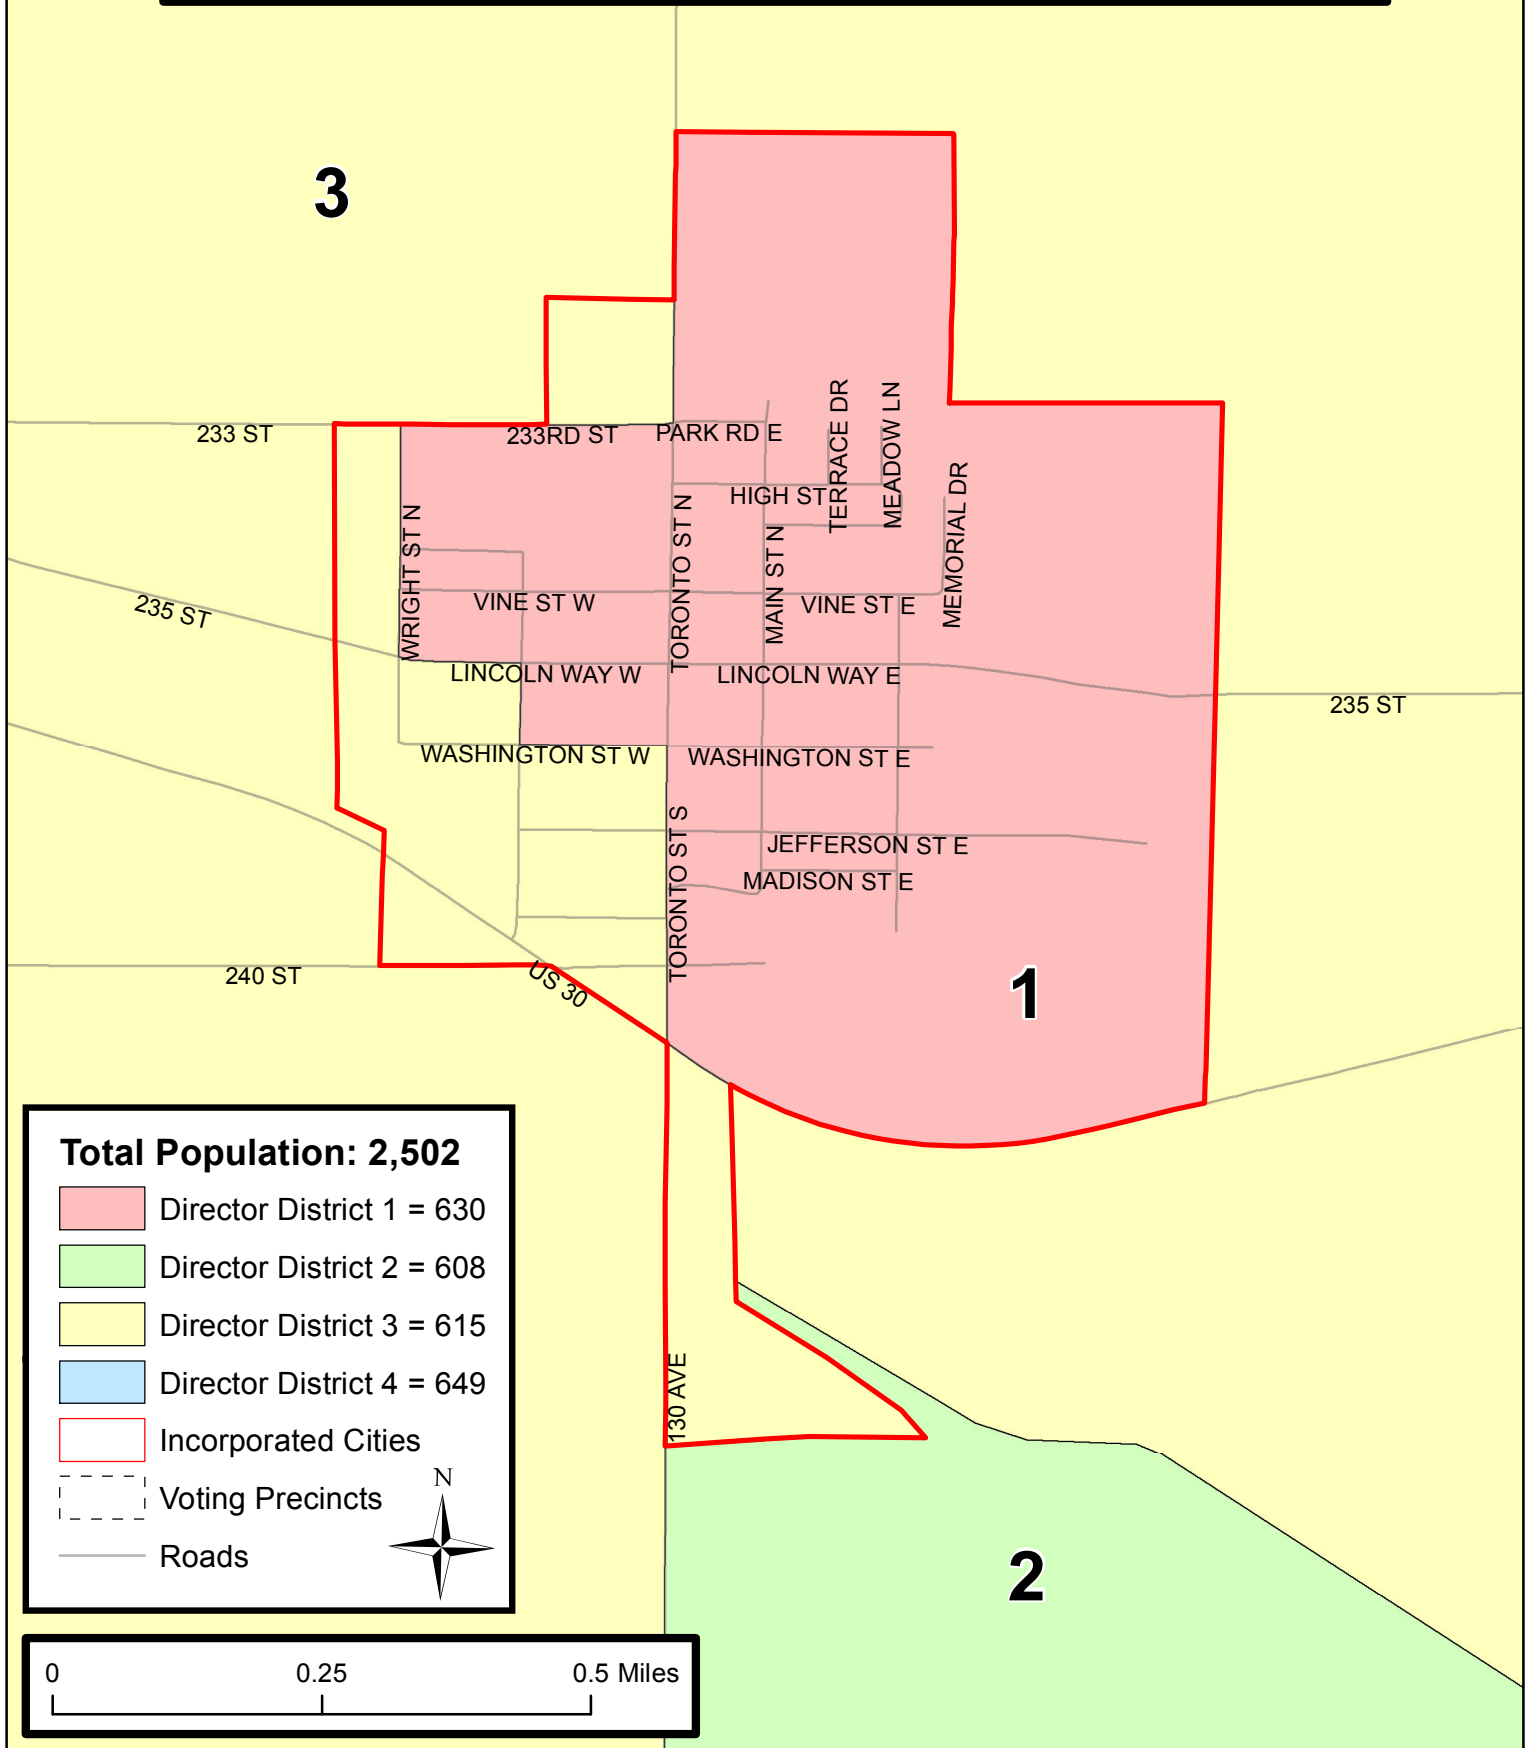 3
233 ST
233RD ST
PARK RD E
TERRACE DR
MEADOW LN
HIGH ST
MEMORIAL DR
WRIGHT ST N
TORONTO ST N
MAIN ST N
235 ST
VINE ST W
VINE ST E
LINCOLN WAY W
LINCOLN WAY E
235 ST
WASHINGTON ST W
WASHINGTON ST E
TORONTO ST S
JEFFERSON ST E
MADISON ST E
240 ST
US 30
1
130 AVE
2
Total Population: 2,502
Director District 1 = 630
Director District 2 = 608
Director District 3 = 615
Director District 4 = 649
Incorporated Cities
Voting Precincts
Roads
N
0 0.25 0.5 Miles